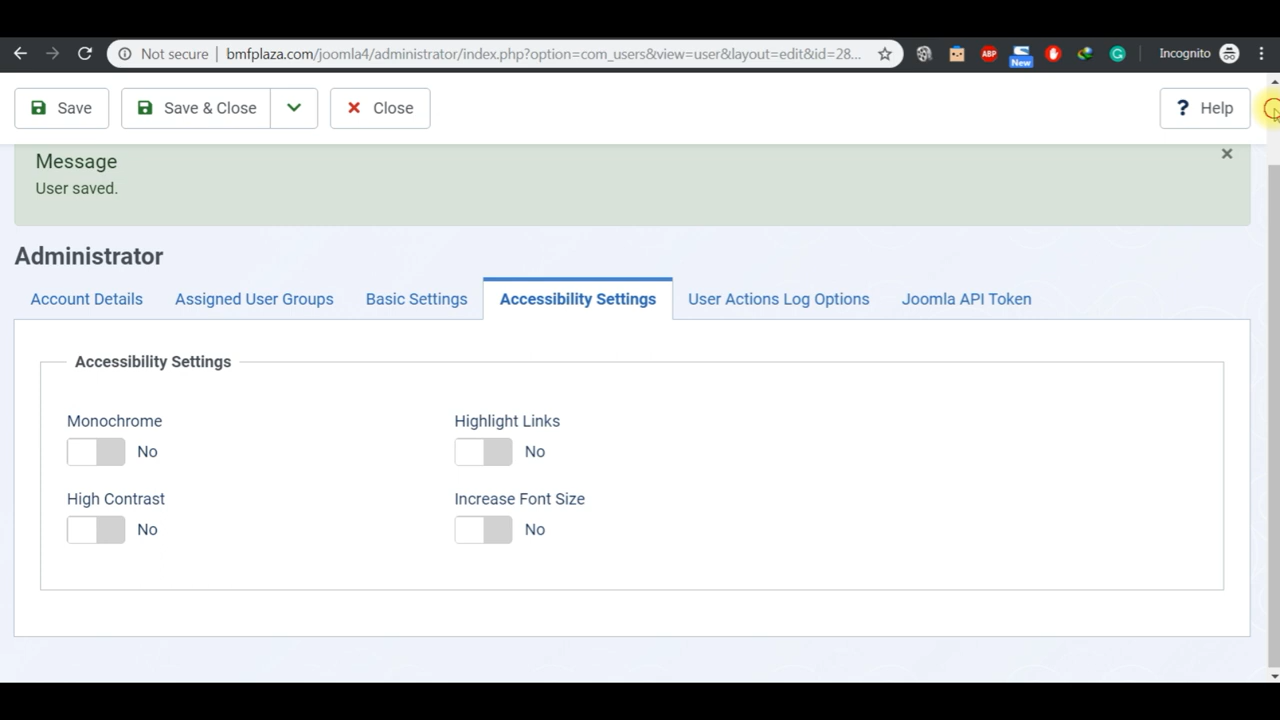 Not secure | bmfplaza.com/joomla4/administrator/index.php?option=com_users&view=user&layout=edit&id=28... ABP New Incognito
Save Save & Close Close ? Help
Message
User saved.
Administrator
Account Details Assigned User Groups Basic Settings Accessibility Settings User Actions Log Options Joomla API Token
Accessibility Settings
Monochrome Highlight Links
No No
High Contrast Increase Font Size
No No